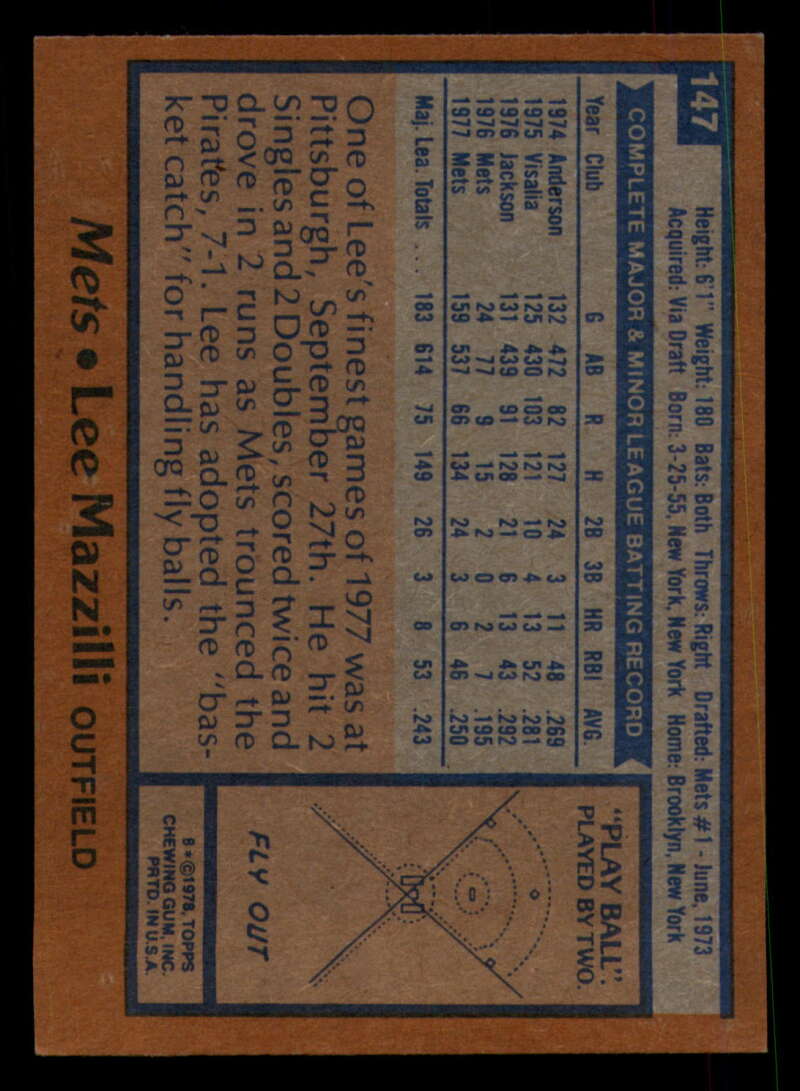 147
Height: 6'1" Weight: 180 Bats: Both Throws: Right Drafted: Mets #1 - June, 1973
Acquired: Via Draft Born: 3-25-55, New York, New York Home: Brooklyn, New York
COMPLETE MAJOR & MINOR LEAGUE BATTING RECORD
Year Club G AB R H 2B 3B HR RBI AVG.
1974 Anderson 132 472 82 127 24 3 11 48 .269
1975 Visalia 125 430 103 121 10 4 13 52 .281
1976 Jackson 131 439 91 128 21 6 13 43 .292
1976 Mets 24 77 9 15 2 0 2 7 .195
1977 Mets 159 537 66 134 24 3 6 46 .250
Maj. Lea. Totals ... 183 614 75 149 26 3 8 53 .243
One of Lee's finest games of 1977 was at
Pittsburgh, September 27th. He hit 2
Singles and 2 Doubles, scored twice and
drove in 2 runs as Mets trounced the
Pirates, 7-1. Lee has adopted the "bas-
ket catch" for handling fly balls.
"PLAY BALL":
PLAYED BY TWO.
FLY OUT
B*©1978, TOPPS
CHEWING GUM, INC.
PRTD. IN U.S.A.
Mets • Lee Mazzilli OUTFIELD